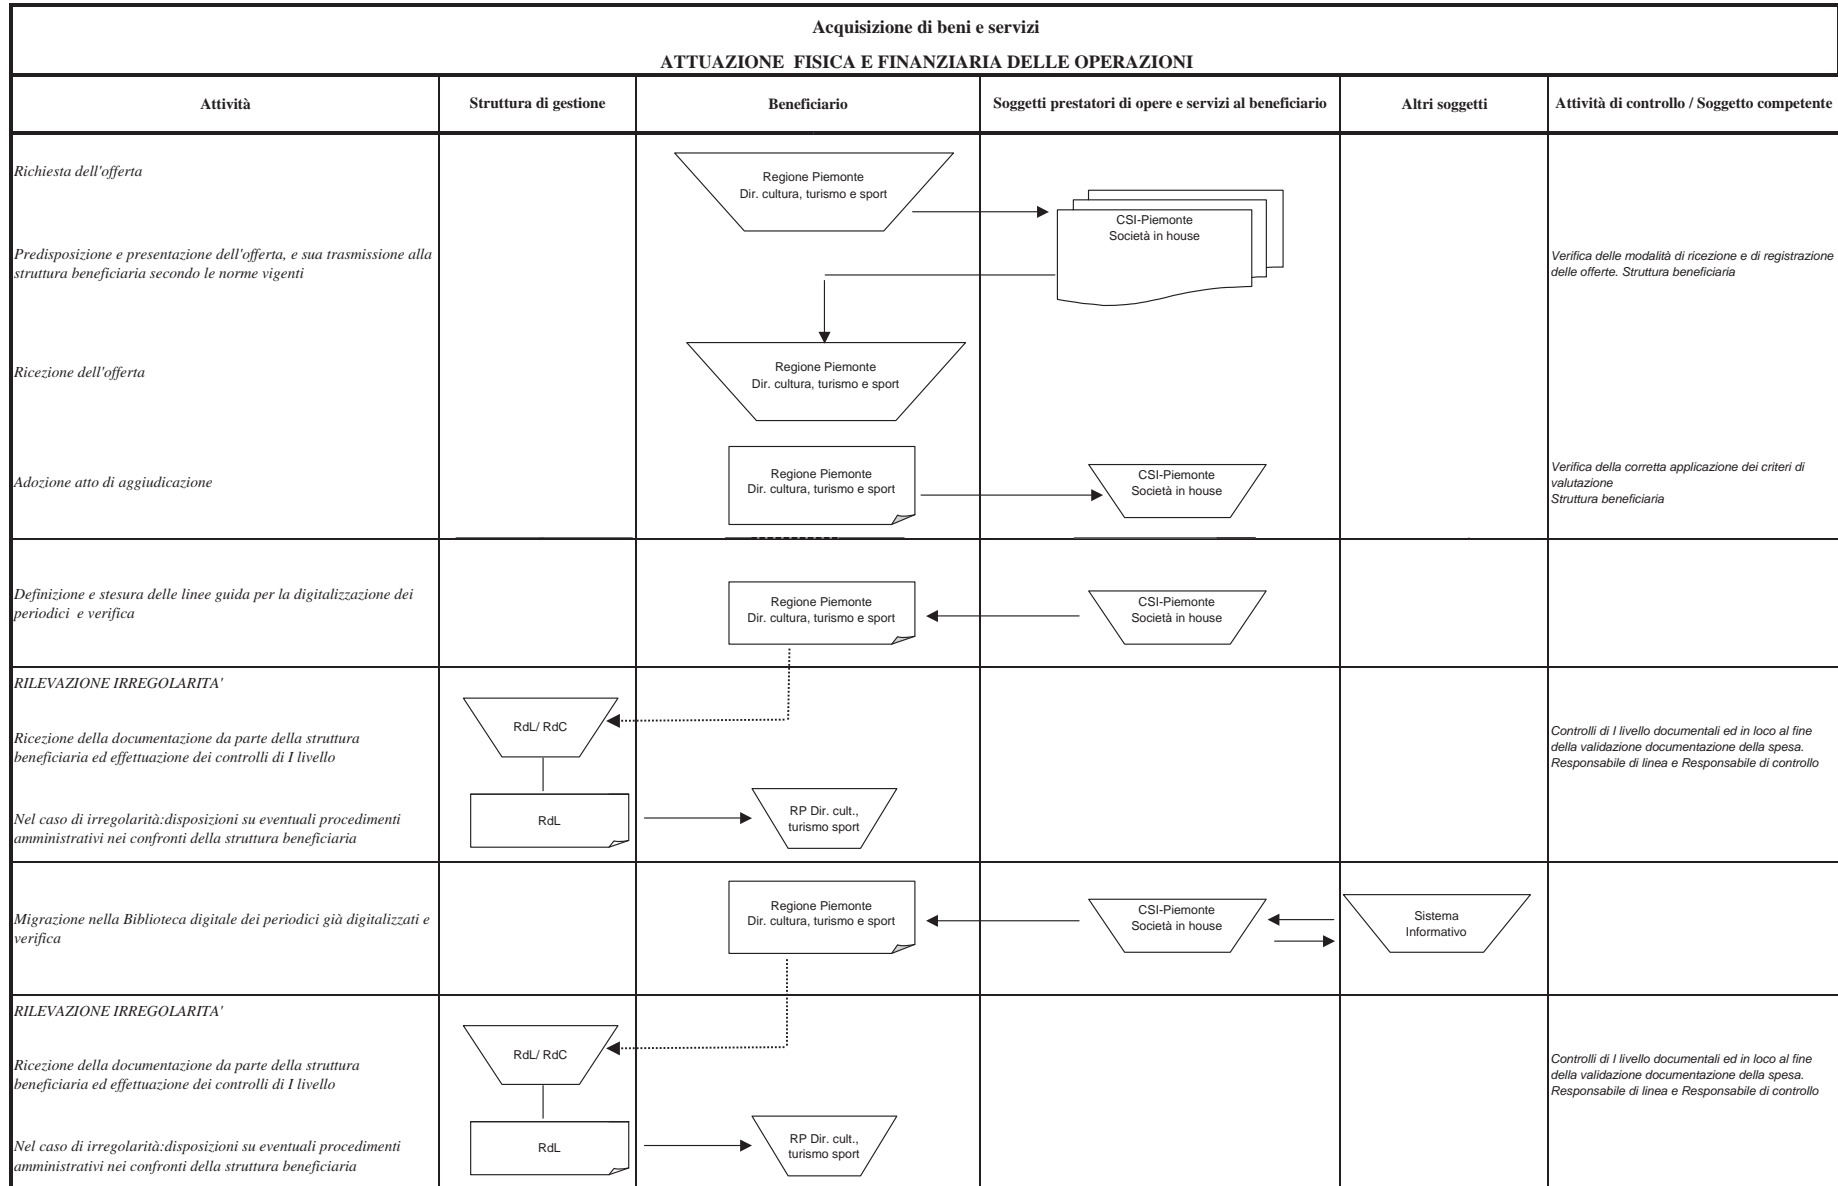 Acquisizione di beni e servizi
ATTUAZIONE FISICA E FINANZIARIA DELLE OPERAZIONI
Attività
Struttura di gestione
Beneficiario
Soggetti prestatori di opere e servizi al beneficiario
Altri soggetti
Attività di controllo / Soggetto competente
Richiesta dell'offerta
Regione Piemonte
Dir. cultura, turismo e sport
CSI-Piemonte
Società in house
Predisposizione e presentazione dell'offerta, e sua trasmissione alla
struttura beneficiaria secondo le norme vigenti
Verifica delle modalità di ricezione e di registrazione
delle offerte. Struttura beneficiaria
Ricezione dell'offerta
Regione Piemonte
Dir. cultura, turismo e sport
Adozione atto di aggiudicazione
Regione Piemonte
Dir. cultura, turismo e sport
CSI-Piemonte
Società in house
Verifica della corretta applicazione dei criteri di
valutazione
Struttura beneficiaria
Definizione e stesura delle linee guida per la digitalizzazione dei
periodici e verifica
Regione Piemonte
Dir. cultura, turismo e sport
CSI-Piemonte
Società in house
RILEVAZIONE IRREGOLARITA'
Ricezione della documentazione da parte della struttura
beneficiaria ed effettuazione dei controlli di I livello
RdL/ RdC
Controlli di I livello documentali ed in loco al fine
della validazione documentazione della spesa.
Responsabile di linea e Responsabile di controllo
Nel caso di irregolarità:disposizioni su eventuali procedimenti
amministrativi nei confronti della struttura beneficiaria
RdL
RP Dir. cult.,
turismo sport
Migrazione nella Biblioteca digitale dei periodici già digitalizzati e
verifica
Regione Piemonte
Dir. cultura, turismo e sport
CSI-Piemonte
Società in house
Sistema
Informativo
RILEVAZIONE IRREGOLARITA'
Ricezione della documentazione da parte della struttura
beneficiaria ed effettuazione dei controlli di I livello
RdL/ RdC
Controlli di I livello documentali ed in loco al fine
della validazione documentazione della spesa.
Responsabile di linea e Responsabile di controllo
Nel caso di irregolarità:disposizioni su eventuali procedimenti
amministrativi nei confronti della struttura beneficiaria
RdL
RP Dir. cult.,
turismo sport